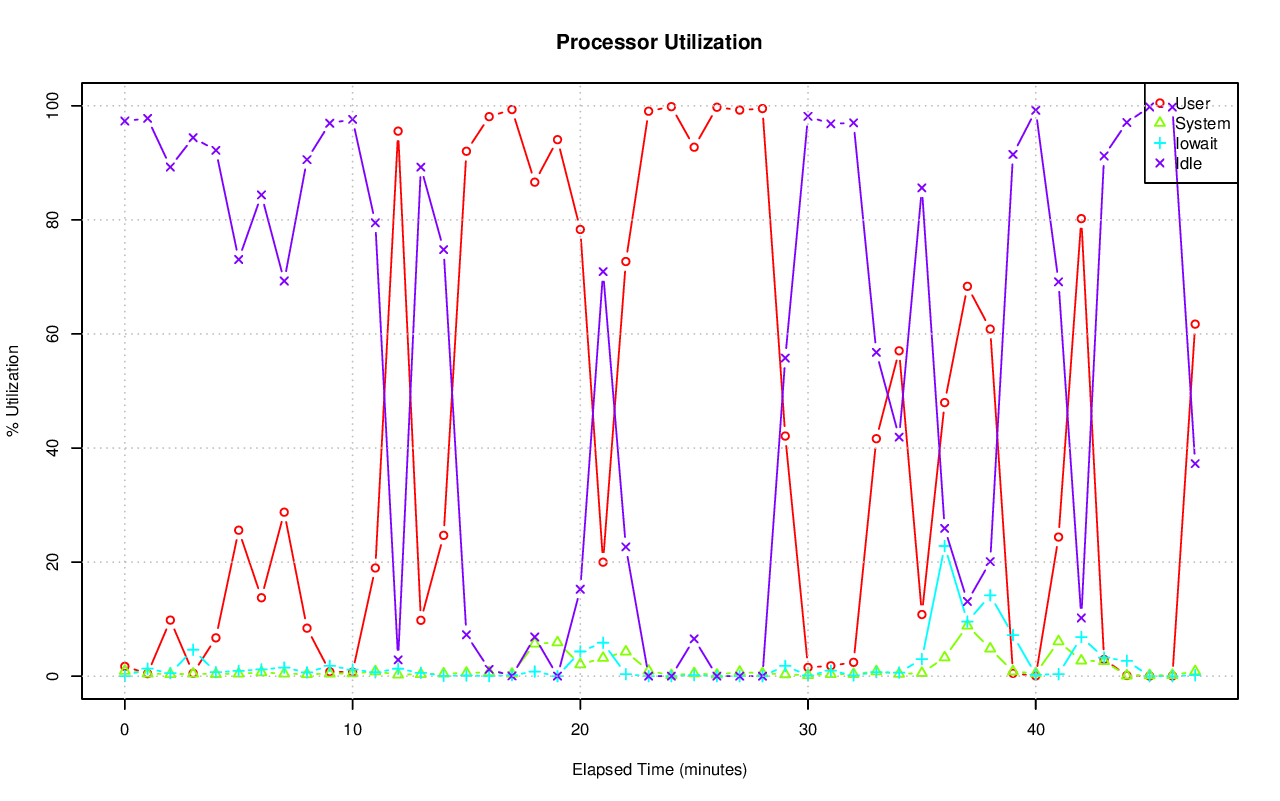 Processor Utilization
% Utilization
100
80
60
40
20
0
User
System
Iowait
Idle
0 10 20 30 40
Elapsed Time (minutes)